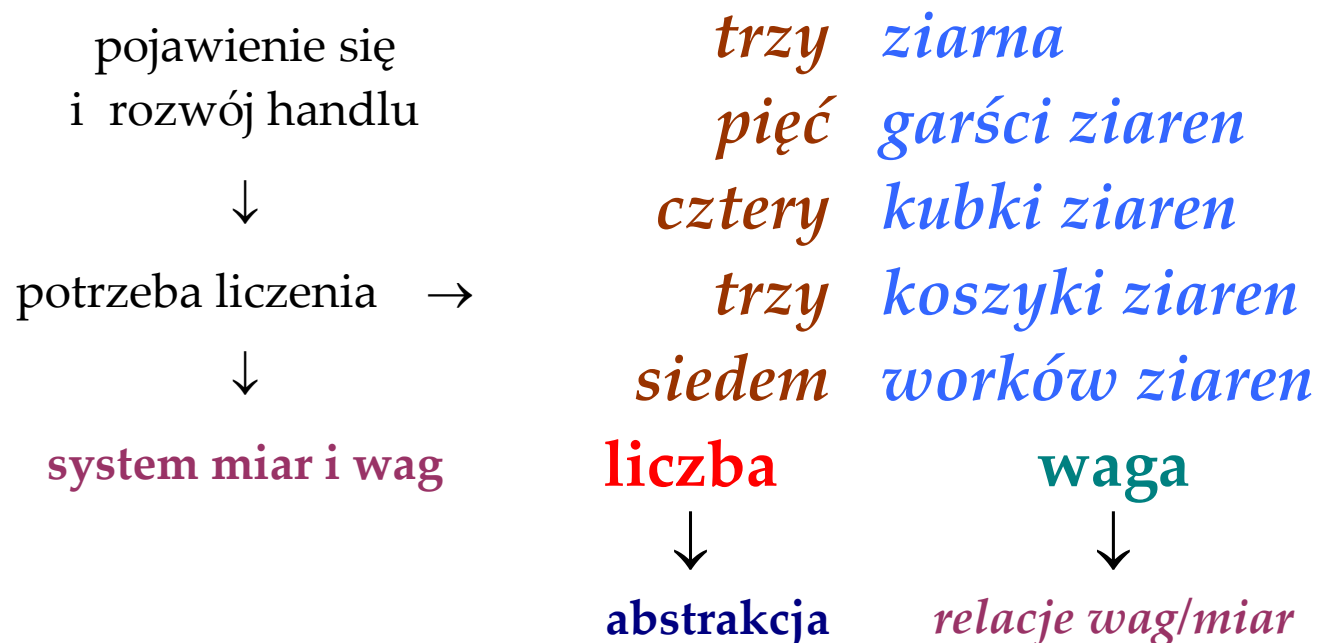 pojawienie się
i rozwój handlu
↓
potrzeba liczenia →
↓
system miar i wag
trzy ziarna
pięć garści ziaren
cztery kubki ziaren
trzy koszyki ziaren
siedem worków ziaren
liczba waga
↓ ↓
abstrakcja relacje wag/miar